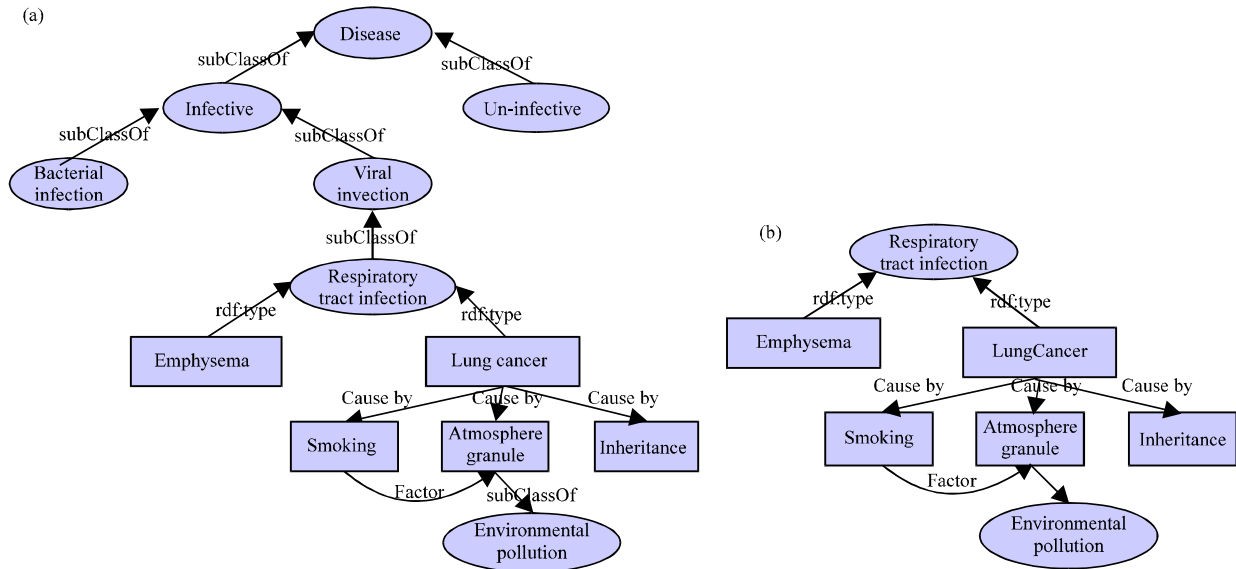 (a)
Disease
subClassOf
subClassOf
Infective
Un-infective
subClassOf
subClassOf
Bacterial
infection
Viral
invection
subClassOf
Respiratory
tract infection
rdf:type
rdf:type
Emphysema
Lung cancer
Cause by
Cause by
Cause by
Smoking
Atmosphere
granule
Inheritance
Factor
subClassOf
Environmental
pollution
(b)
Respiratory
tract infection
rdf:type
rdf:type
Emphysema
LungCancer
Cause by
Cause by
Cause by
Smoking
Atmosphere
granule
Inheritance
Factor
Environmental
pollution